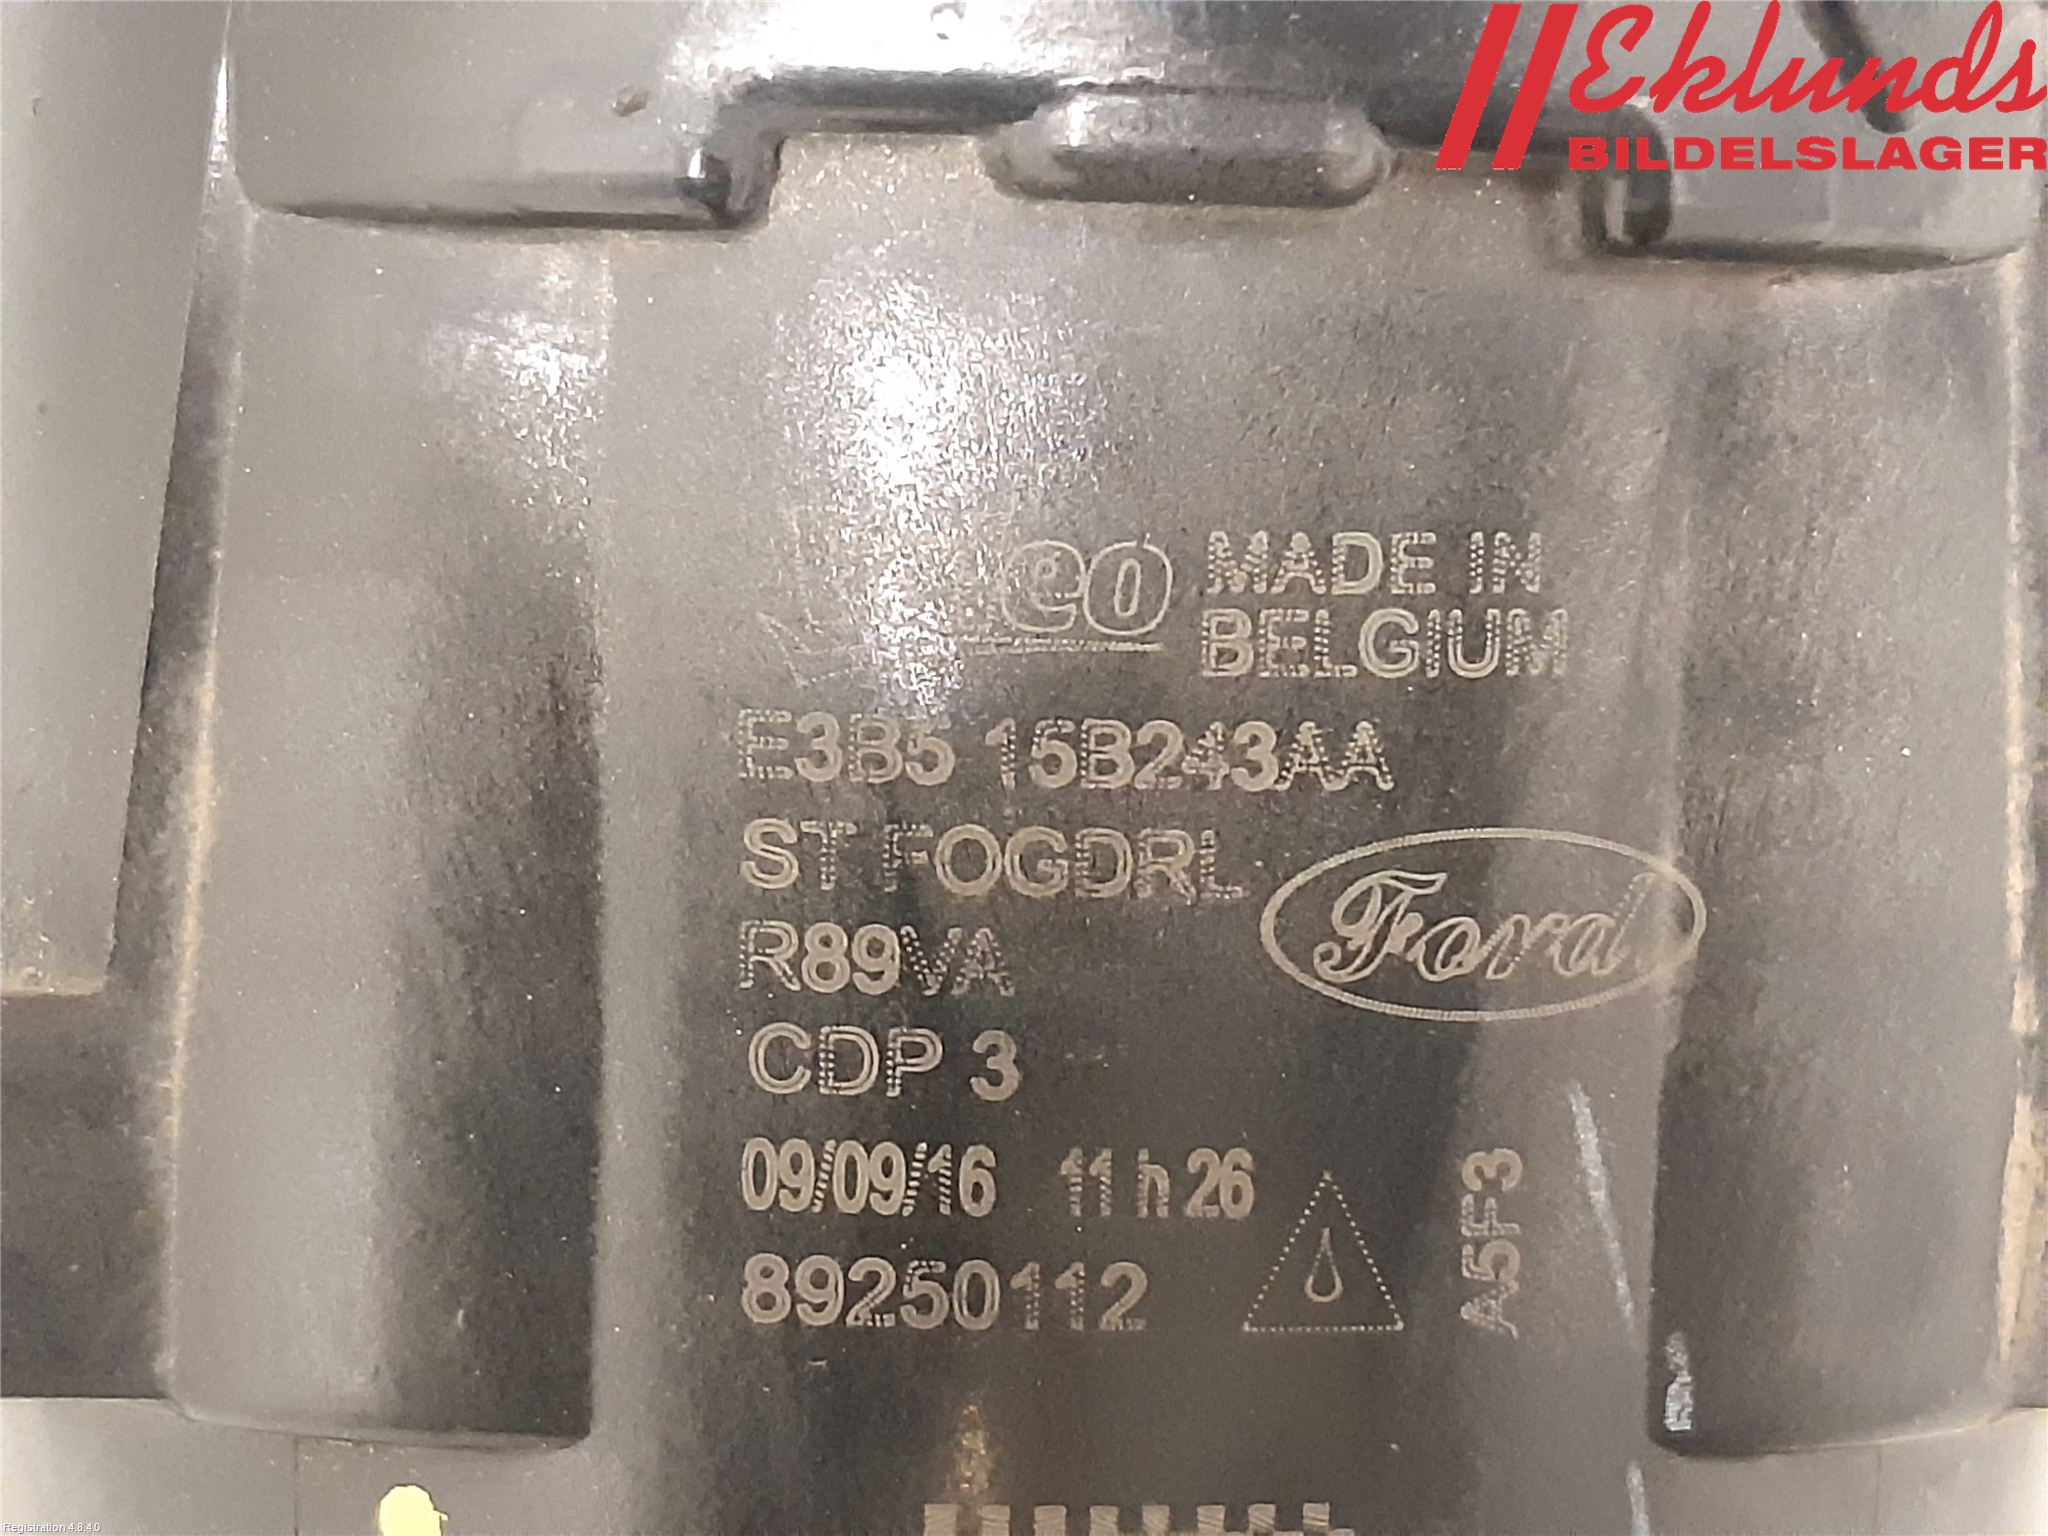 Eklunds
BILDELSLAGER
MADE IN
BELGIUM
E3B5 15B243AA
ST FOGDRL
Ford
R89VA
CDP 3
09/09/16 11 h 26
89250112
A5F3
Registration 4.8.4.0